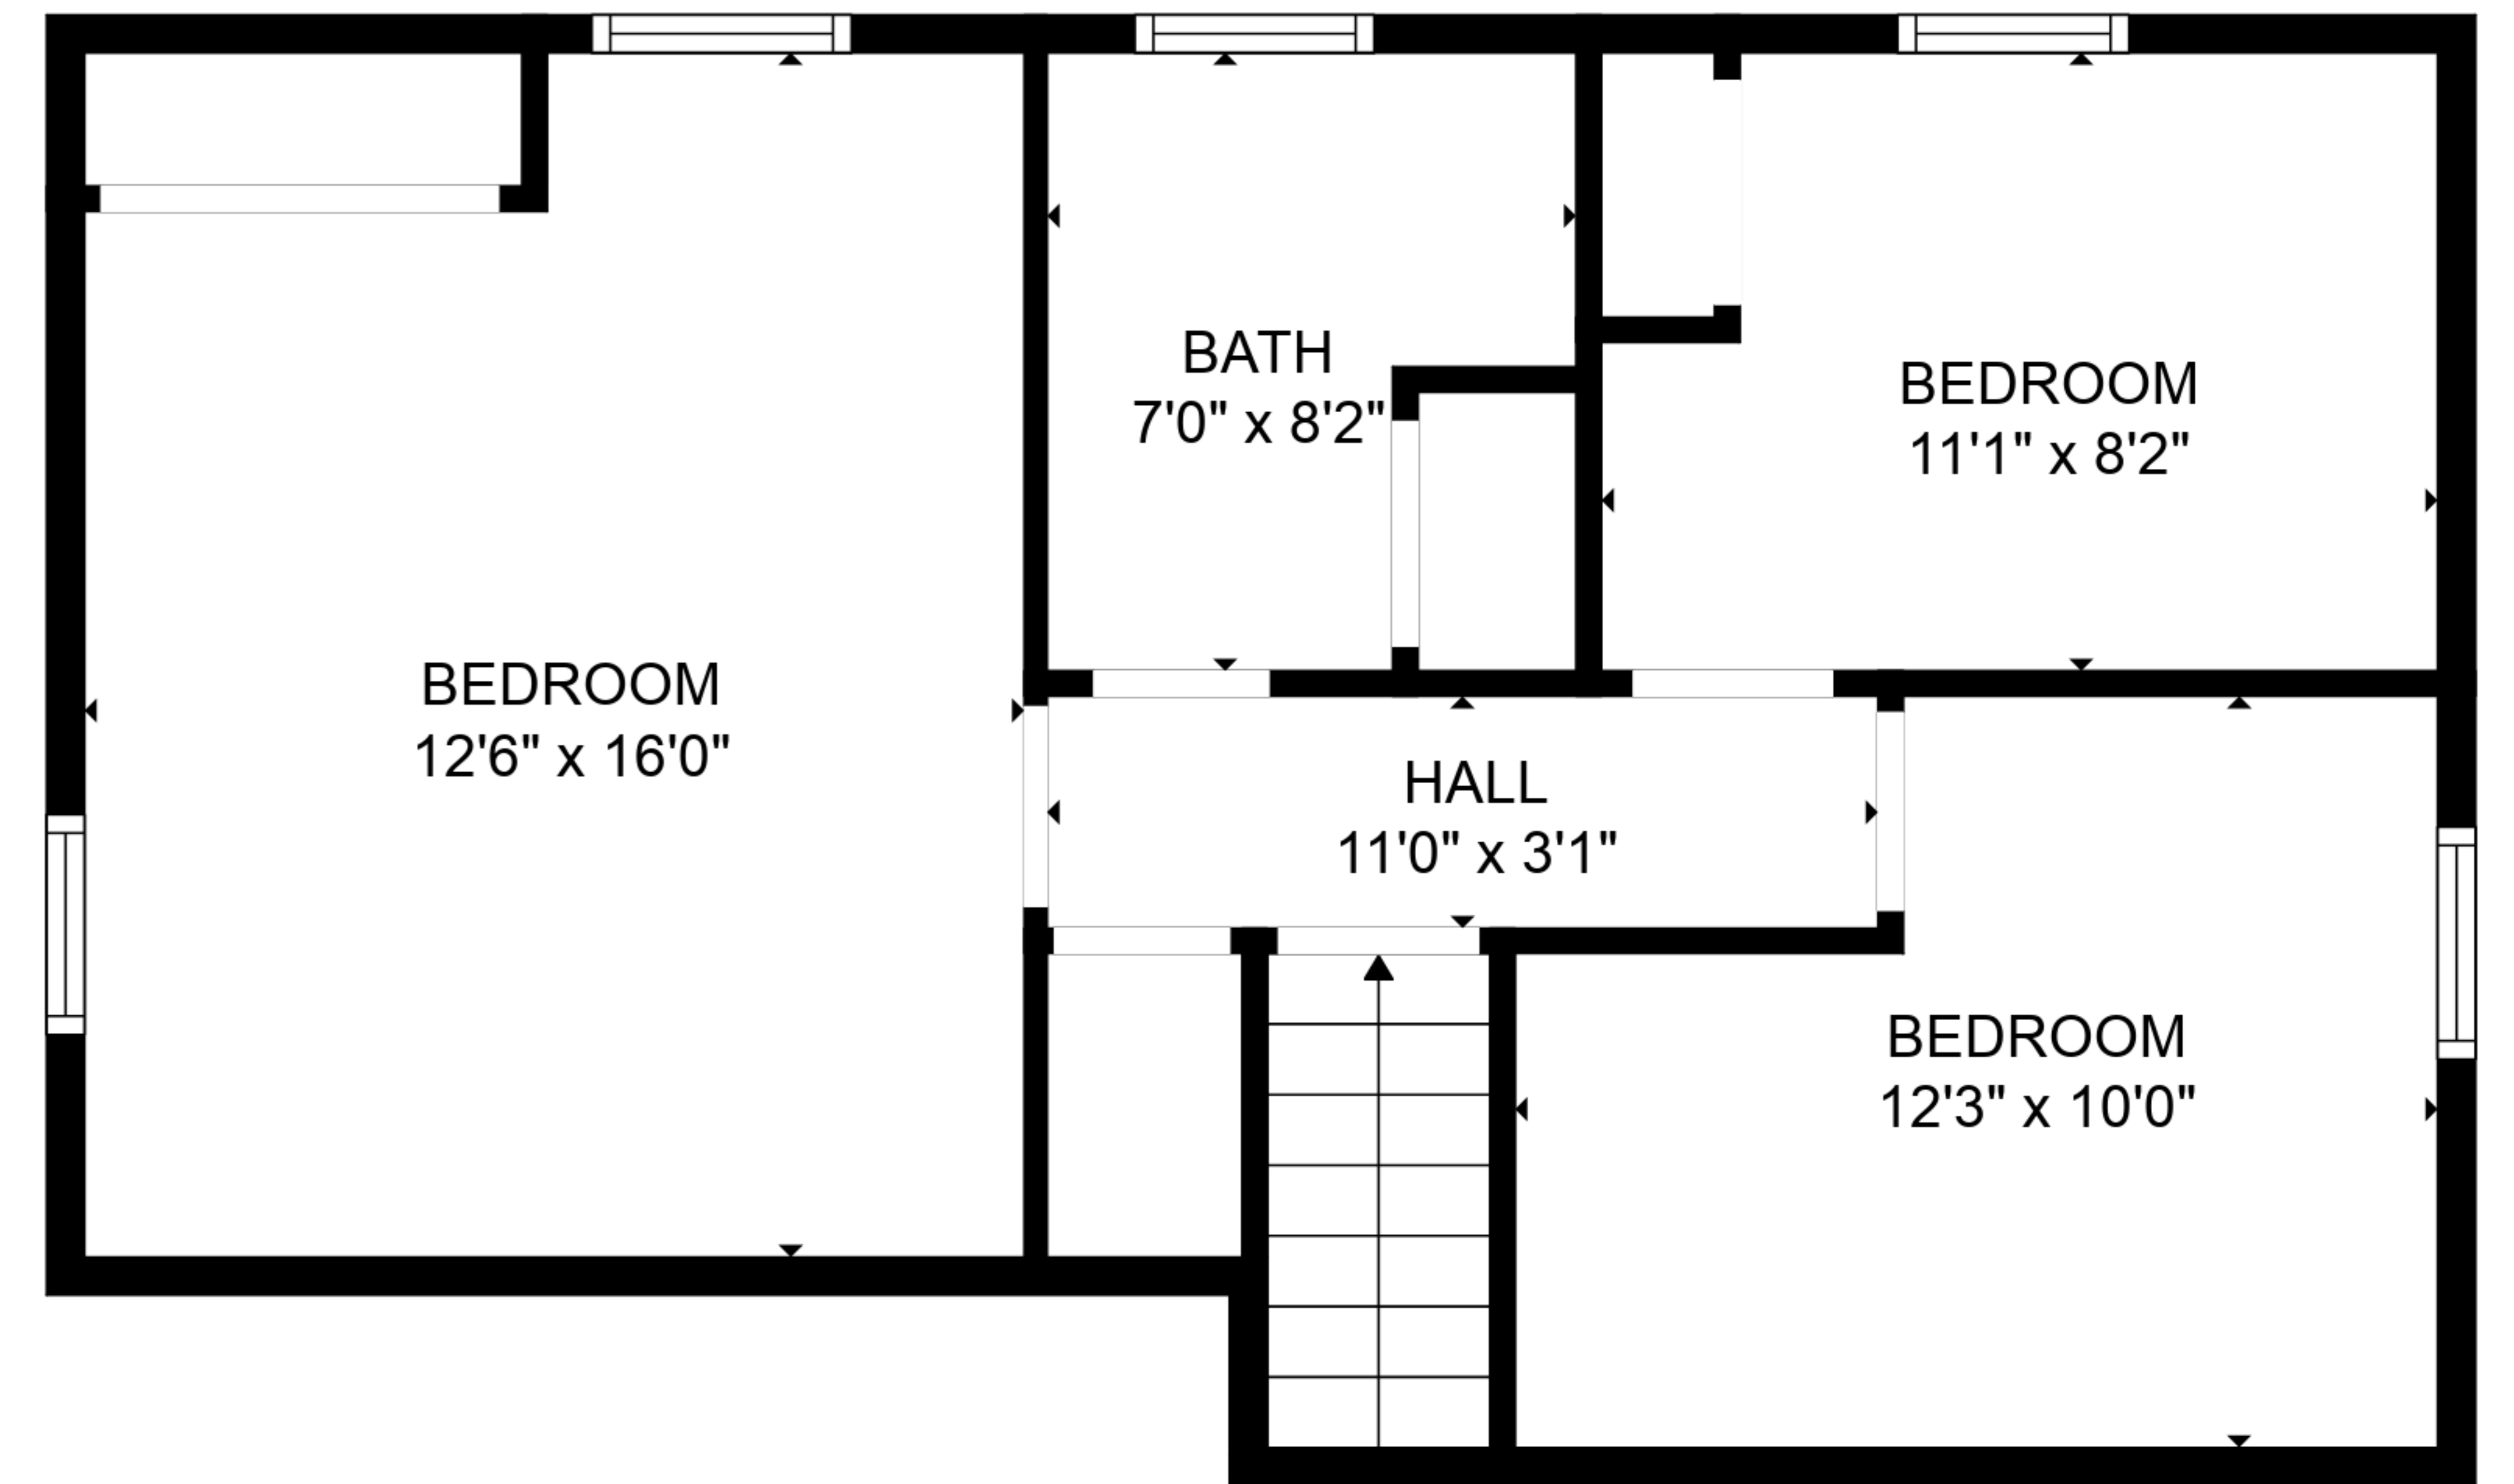 BATH
7'0" x 8'2"
BEDROOM
11'1" x 8'2"
BEDROOM
12'6" x 16'0"
HALL
11'0" x 3'1"
BEDROOM
12'3" x 10'0"